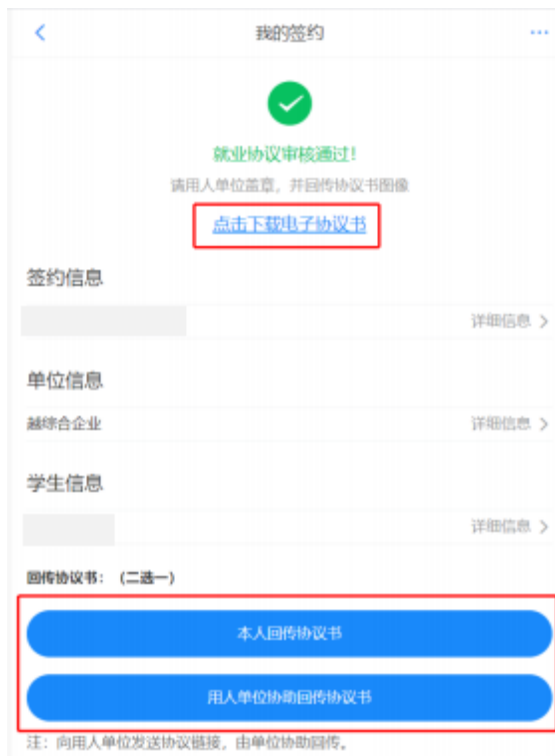 我的签约
就业协议审核通过！
请用人单位盖章，并回传协议书图像
点击下载电子协议书
签约信息
详细信息
单位信息
越综合企业
详细信息
学生信息
详细信息
回传协议书：（二选一）
本人回传协议书
用人单位协助回传协议书
注：向用人单位发送协议链接，由单位协助回传。